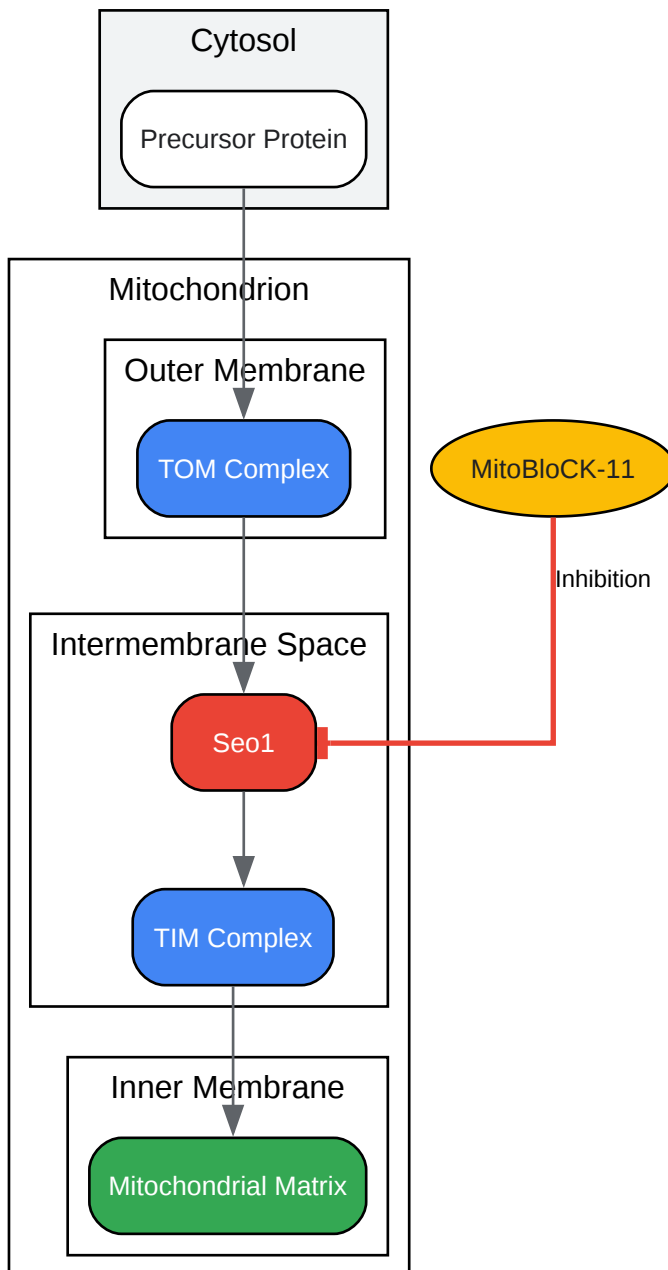 Cytosol
Precursor Protein
Mitochondrion
Outer Membrane
TOM Complex
MitoBloCK-11
Inhibition
Intermembrane Space
Seo1
TIM Complex
Inner Membrane
Mitochondrial Matrix